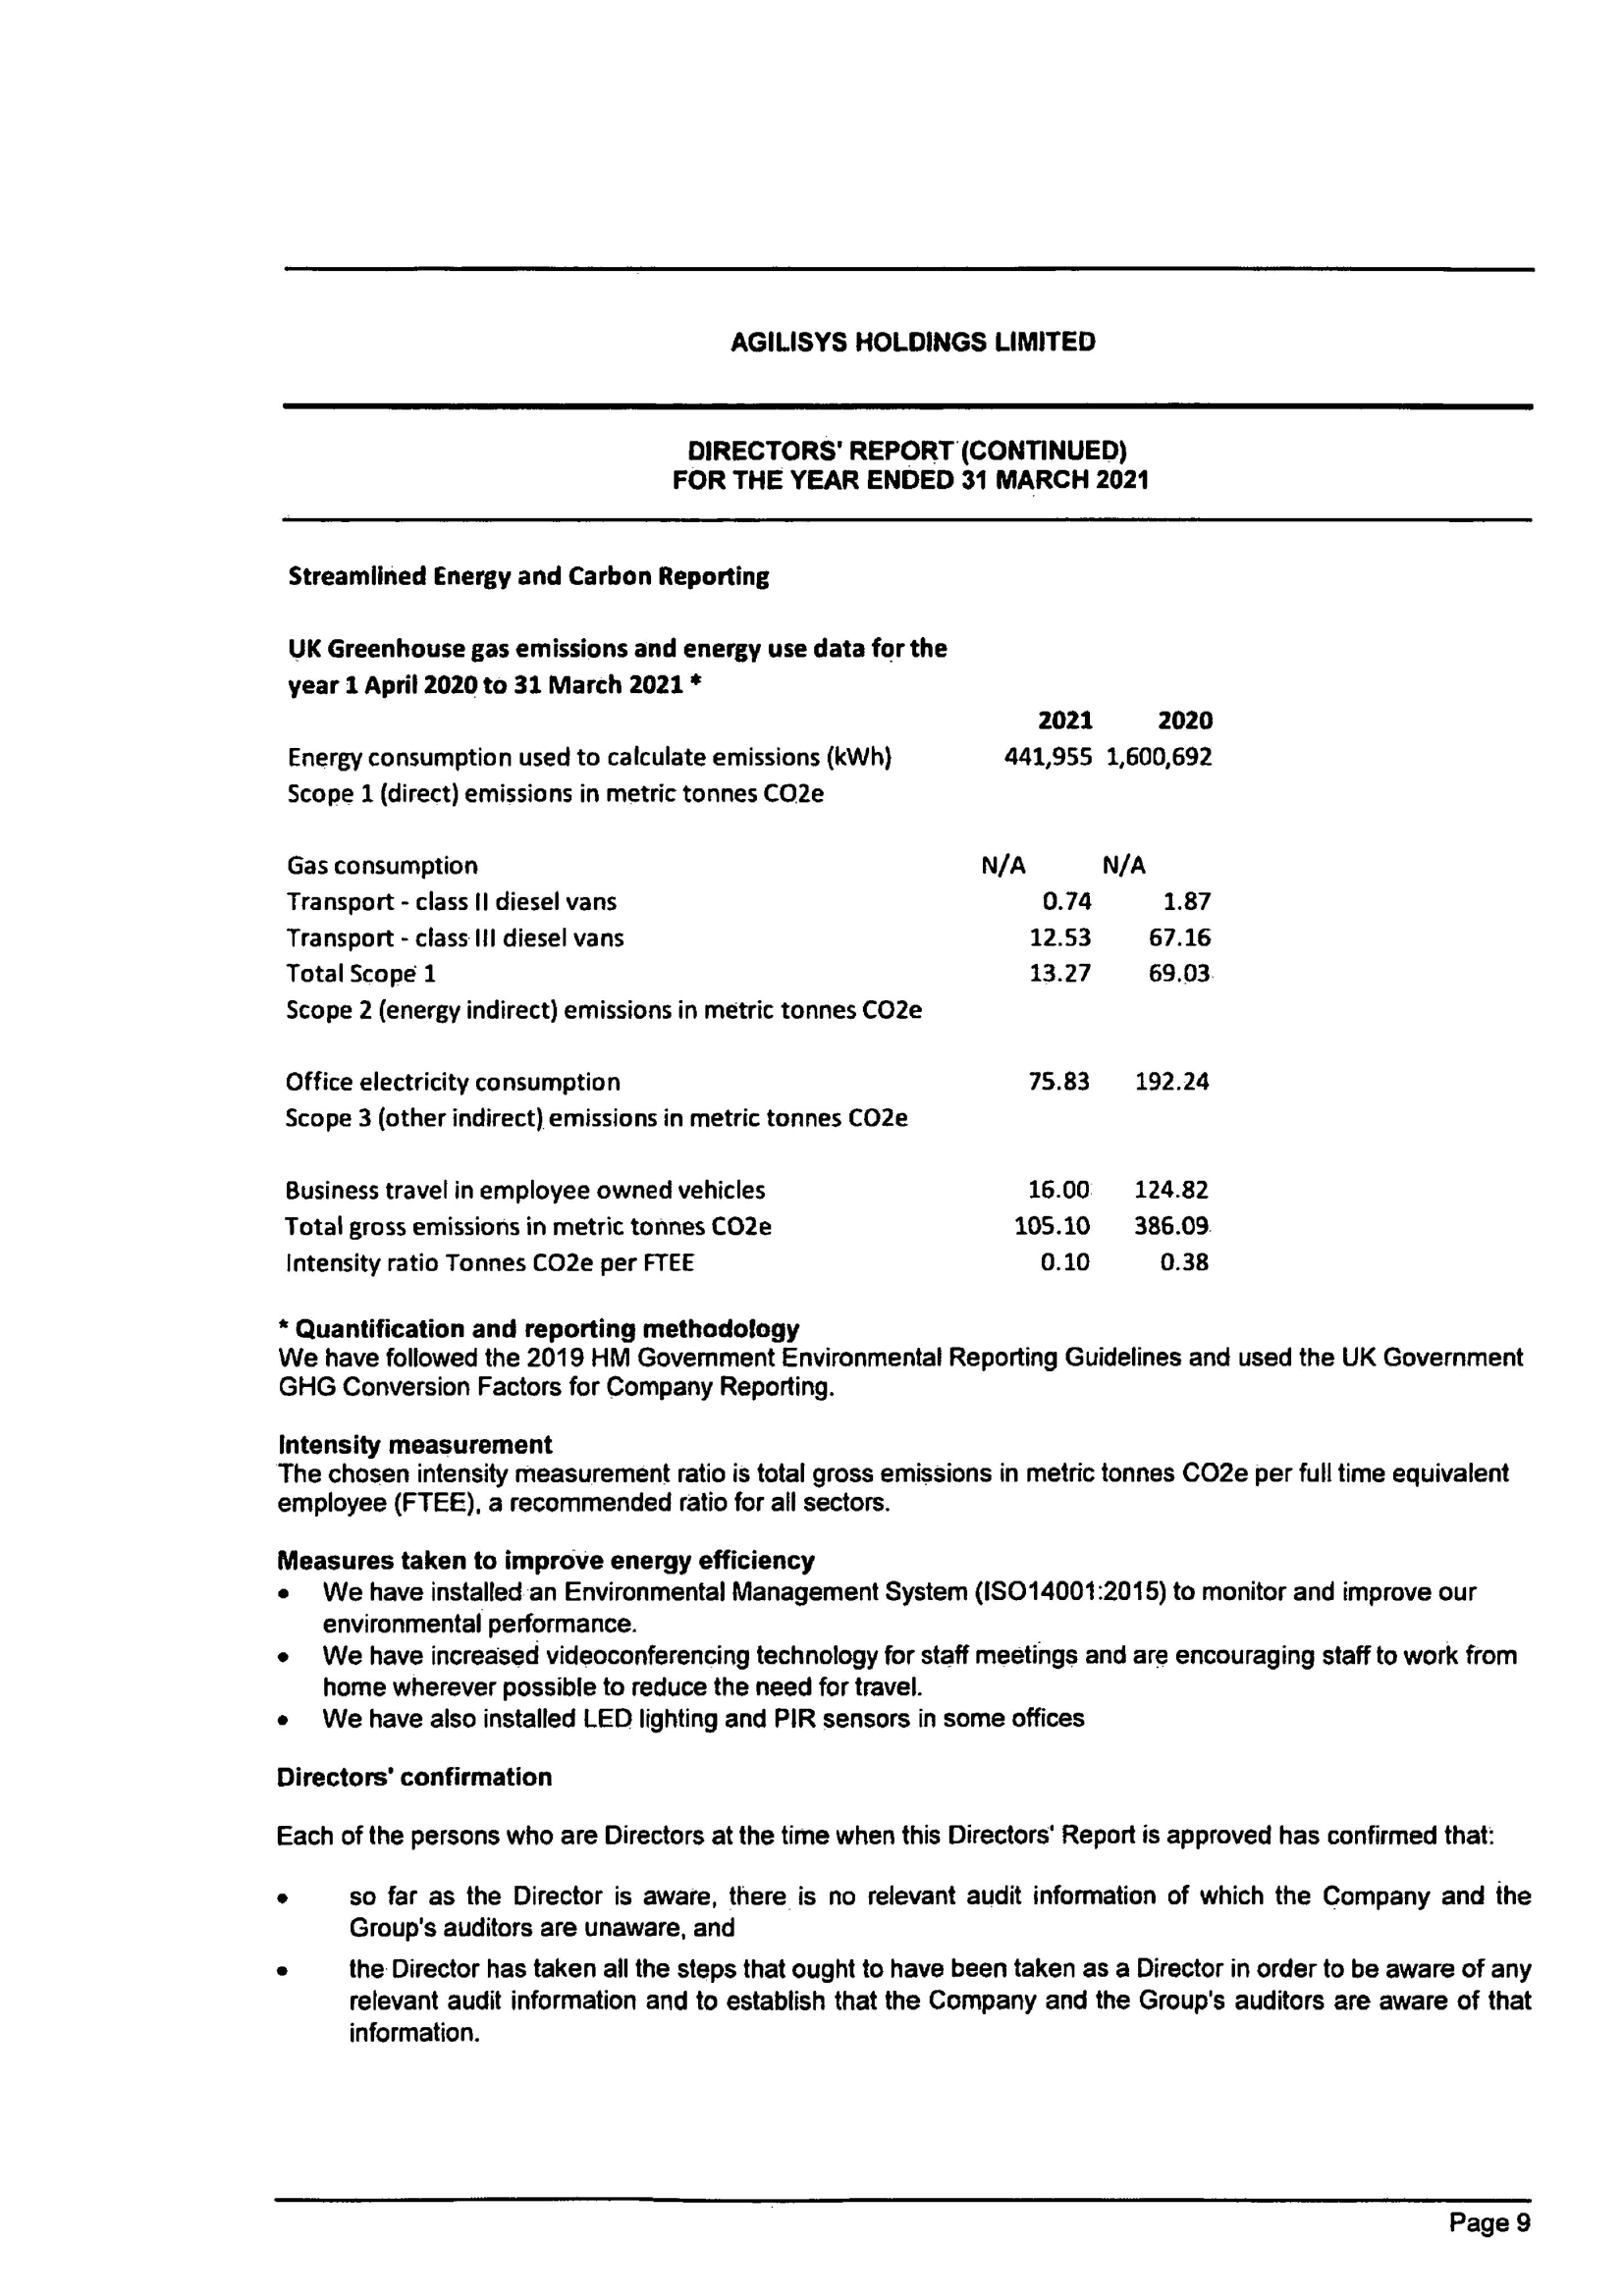 AGILISYS HOLDINGS LIMITED
DIRECTORS' REPORT (CONTINUED)
FOR THE YEAR ENDED 31 MARCH 2021
Streamlined Energy and Carbon Reporting
UK Greenhouse gas emissions and energy use data for the
year 1 April 2020 to 31 March 2021 *
2021 2020
Energy consumption used to calculate emissions (kWh) 441,955 1,600,692
Scope 1 (direct) emissions in metric tonnes CO2e
Gas consumption N/A N/A
Transport - class II diesel vans 0.74 1.87
Transport - class III diesel vans 12.53 67.16
Total Scope 1 13.27 69.03
Scope 2 (energy indirect) emissions in metric tonnes CO2e
Office electricity consumption 75.83 192.24
Scope 3 (other indirect) emissions in metric tonnes CO2e
Business travel in employee owned vehicles 16.00 124.82
Total gross emissions in metric tonnes CO2e 105.10 386.09
Intensity ratio Tonnes CO2e per FTEE 0.10 0.38
* Quantification and reporting methodology
We have followed the 2019 HM Government Environmental Reporting Guidelines and used the UK Government
GHG Conversion Factors for Company Reporting.
Intensity measurement
The chosen intensity measurement ratio is total gross emissions in metric tonnes CO2e per full time equivalent
employee (FTEE), a recommended ratio for all sectors.
Measures taken to improve energy efficiency
• We have installed an Environmental Management System (ISO14001:2015) to monitor and improve our
environmental performance.
• We have increased videoconferencing technology for staff meetings and are encouraging staff to work from
home wherever possible to reduce the need for travel.
• We have also installed LED lighting and PIR sensors in some offices
Directors' confirmation
Each of the persons who are Directors at the time when this Directors' Report is approved has confirmed that:
• so far as the Director is aware, there is no relevant audit information of which the Company and the
Group's auditors are unaware, and
• the Director has taken all the steps that ought to have been taken as a Director in order to be aware of any
relevant audit information and to establish that the Company and the Group's auditors are aware of that
information.
Page 9